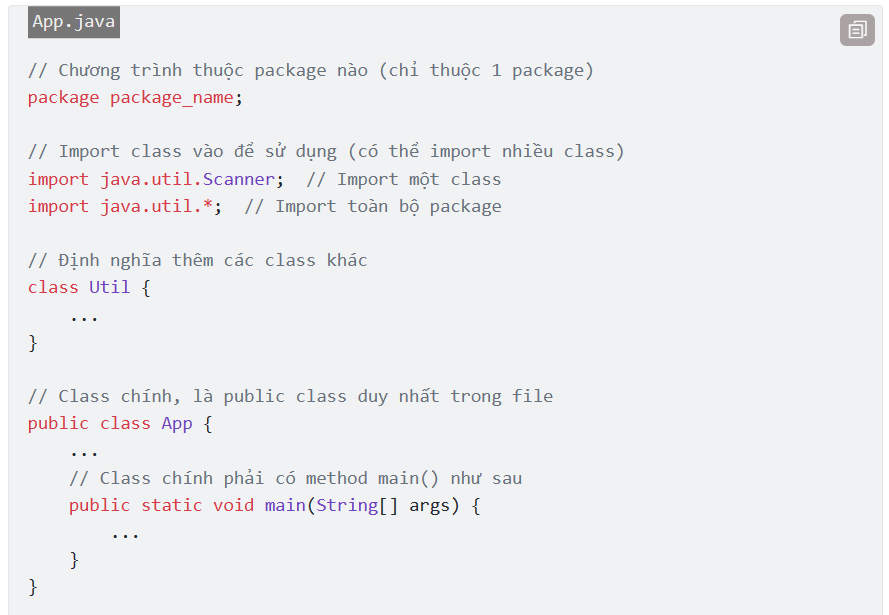 App.java
// Chương trình thuộc package nào (chỉ thuộc 1 package)
package package_name;
// Import class vào để sử dụng (có thể import nhiều class)
import java.util.Scanner;  // Import một class
import java.util.*;  // Import toàn bộ package
// Định nghĩa thêm các class khác
class Util {
    ...
}
// Class chính, là public class duy nhất trong file
public class App {
    ...
    // Class chính phải có method main() như sau
    public static void main(String[] args) {
        ...
    }
}